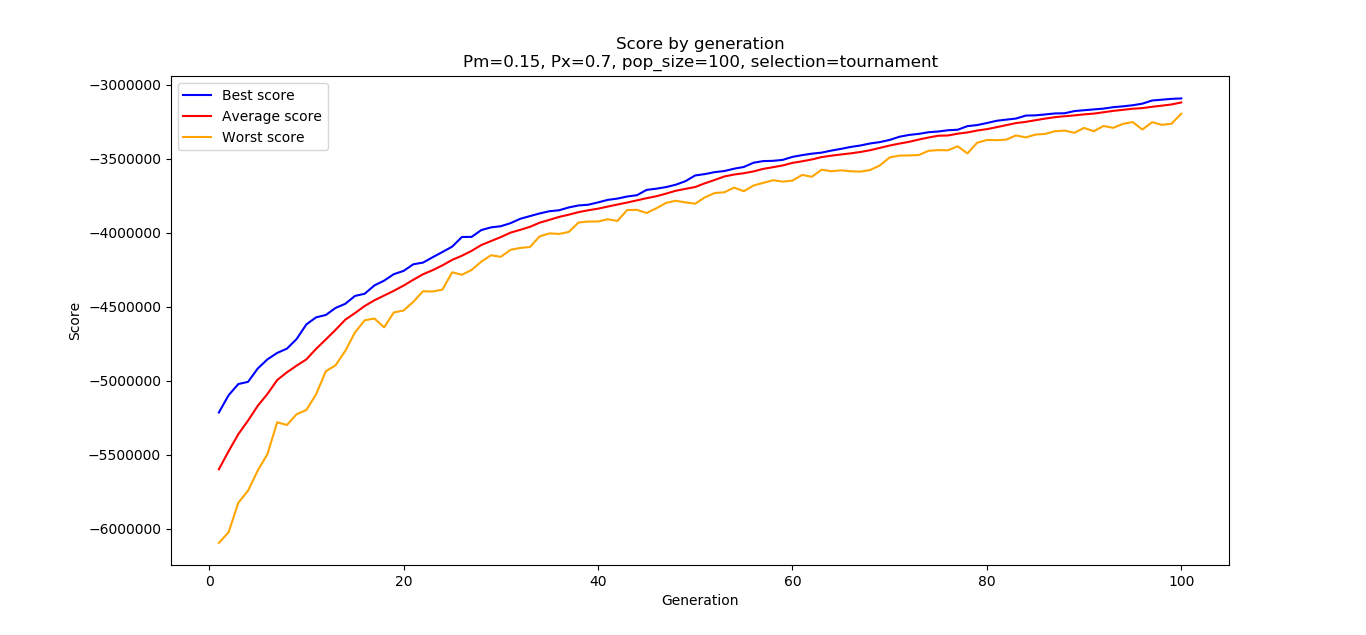 Score by generation
Pm=0.15, Px=0.7, pop_size=100, selection=tournament
Best score
Average score
Worst score
Score
−3000000
−3500000
−4000000
−4500000
−5000000
−5500000
−6000000
0 20 40 60 80 100
Generation